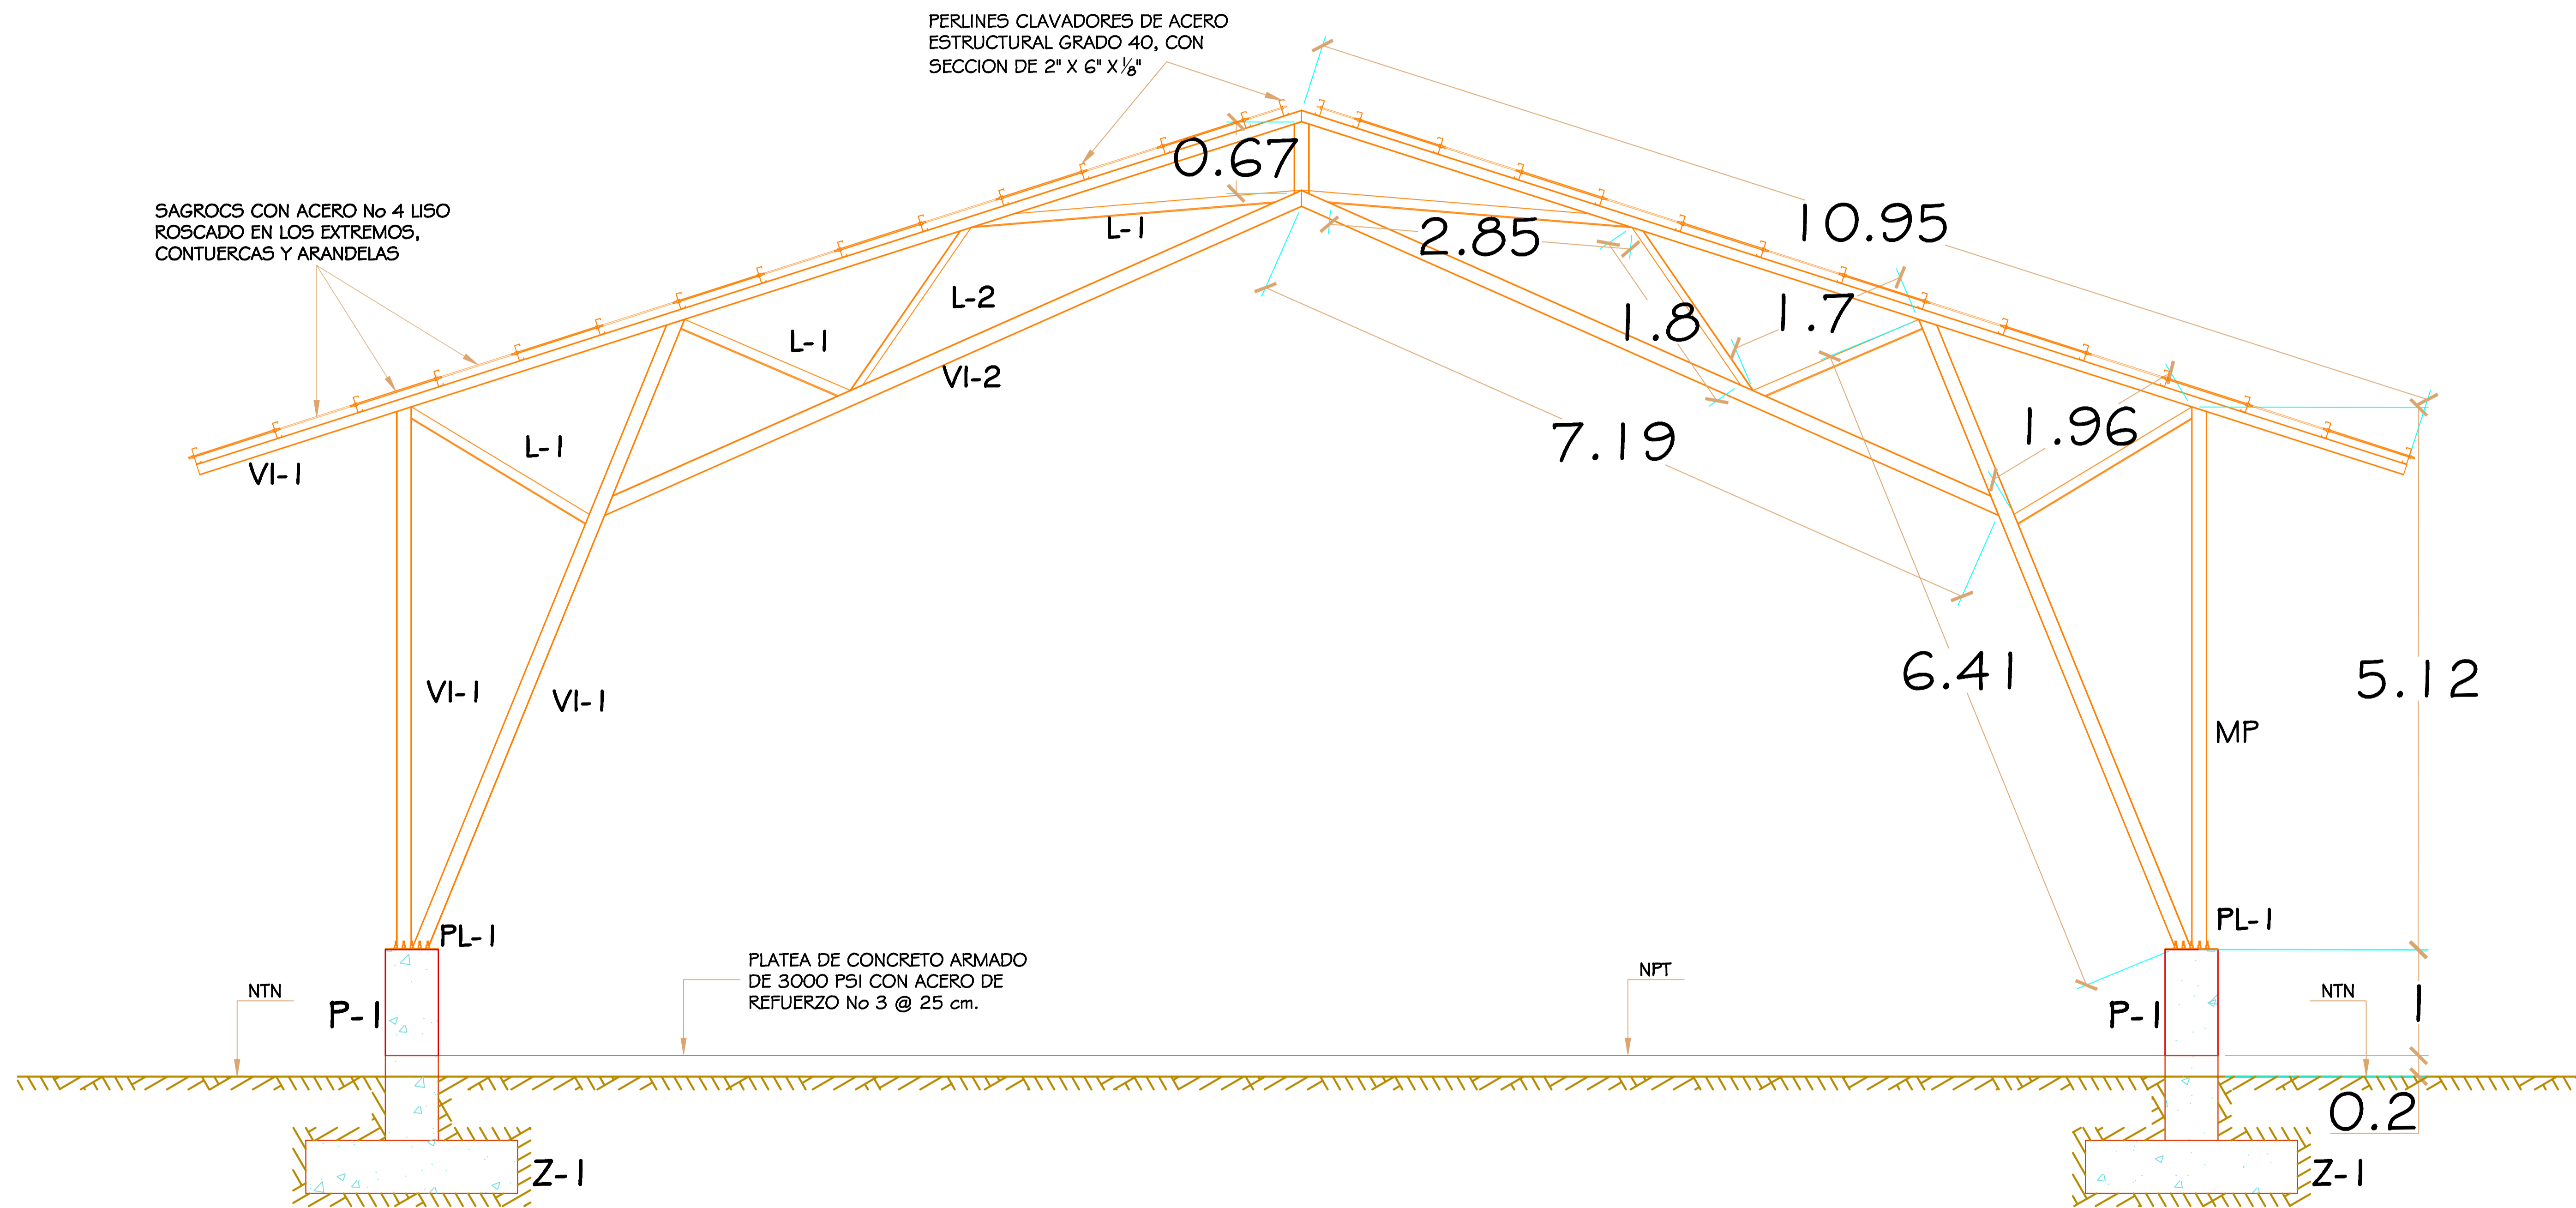 PERLINES CLAVADORES DE ACERO
ESTRUCTURAL GRADO 40, CON
SECCION DE 2" X 6" X ⅛"
SAGROCS CON ACERO No 4 LISO
ROSCADO EN LOS EXTREMOS,
CONTUERCAS Y ARANDELAS
0.67
10.95
L-1
2.85
L-2
1.8
1.7
L-1
VI-2
7.19
1.96
L-1
VI-1
6.41
5.12
VI-1
VI-1
MP
PL-1
PL-1
PLATEA DE CONCRETO ARMADO
DE 3000 PSI CON ACERO DE
REFUERZO No 3 @ 25 cm.
NPT
NTN
NTN
P-1
P-1
1
0.2
Z-1
Z-1